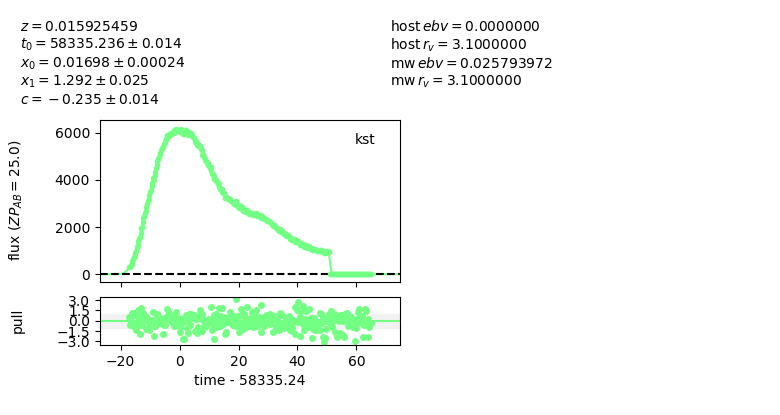 z = 0.015925459
t₀ = 58335.236 ± 0.014
x₀ = 0.01698 ± 0.00024
x₁ = 1.292 ± 0.025
c = −0.235 ± 0.014
host ebv = 0.0000000
host r_v = 3.1000000
mw ebv = 0.025793972
mw r_v = 3.1000000
flux (ZP_AB = 25.0)
6000
4000
2000
0
kst
pull
3.0
1.5
0.0
−1.5
−3.0
−20 0 20 40 60
time - 58335.24